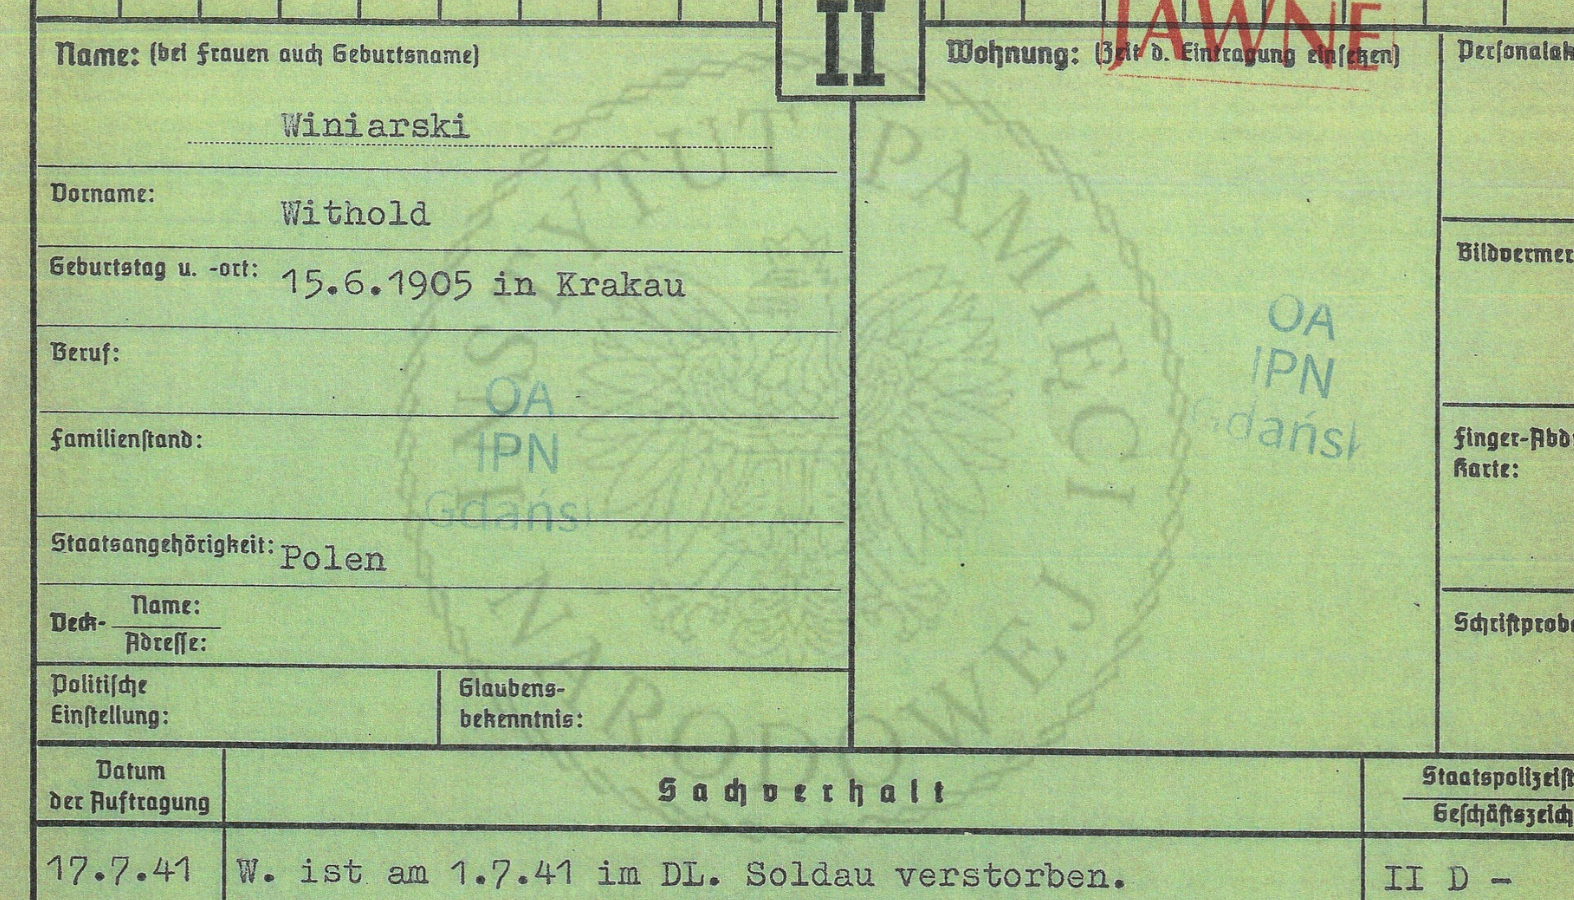 II
JAWNE
Name: (bei Frauen auch Geburtsname)
Winiarski
Wohnung: (Zeit d. Eintragung einsetzen)
Vorname:
Withold
Geburtstag u. -ort: 15.6.1905 in Krakau
Beruf:
Familienstand:
Staatsangehörigkeit: Polen
Deck-
Name:
Adresse:
Politische
Einstellung:
Glaubens-
bekenntnis:
Bildvermer
Finger-Abd
Karte:
Schriftprob
OA
IPN
Gdańs
OA
IPN
dańsk
INSTYTUT PAMIĘCI
NARODOWEJ
Datum
der Auftragung
Sachverhalt
Staatspolizeist
Geschäftszeich
17.7.41 W. ist am 1.7.41 im DL. Soldau verstorben. II D -